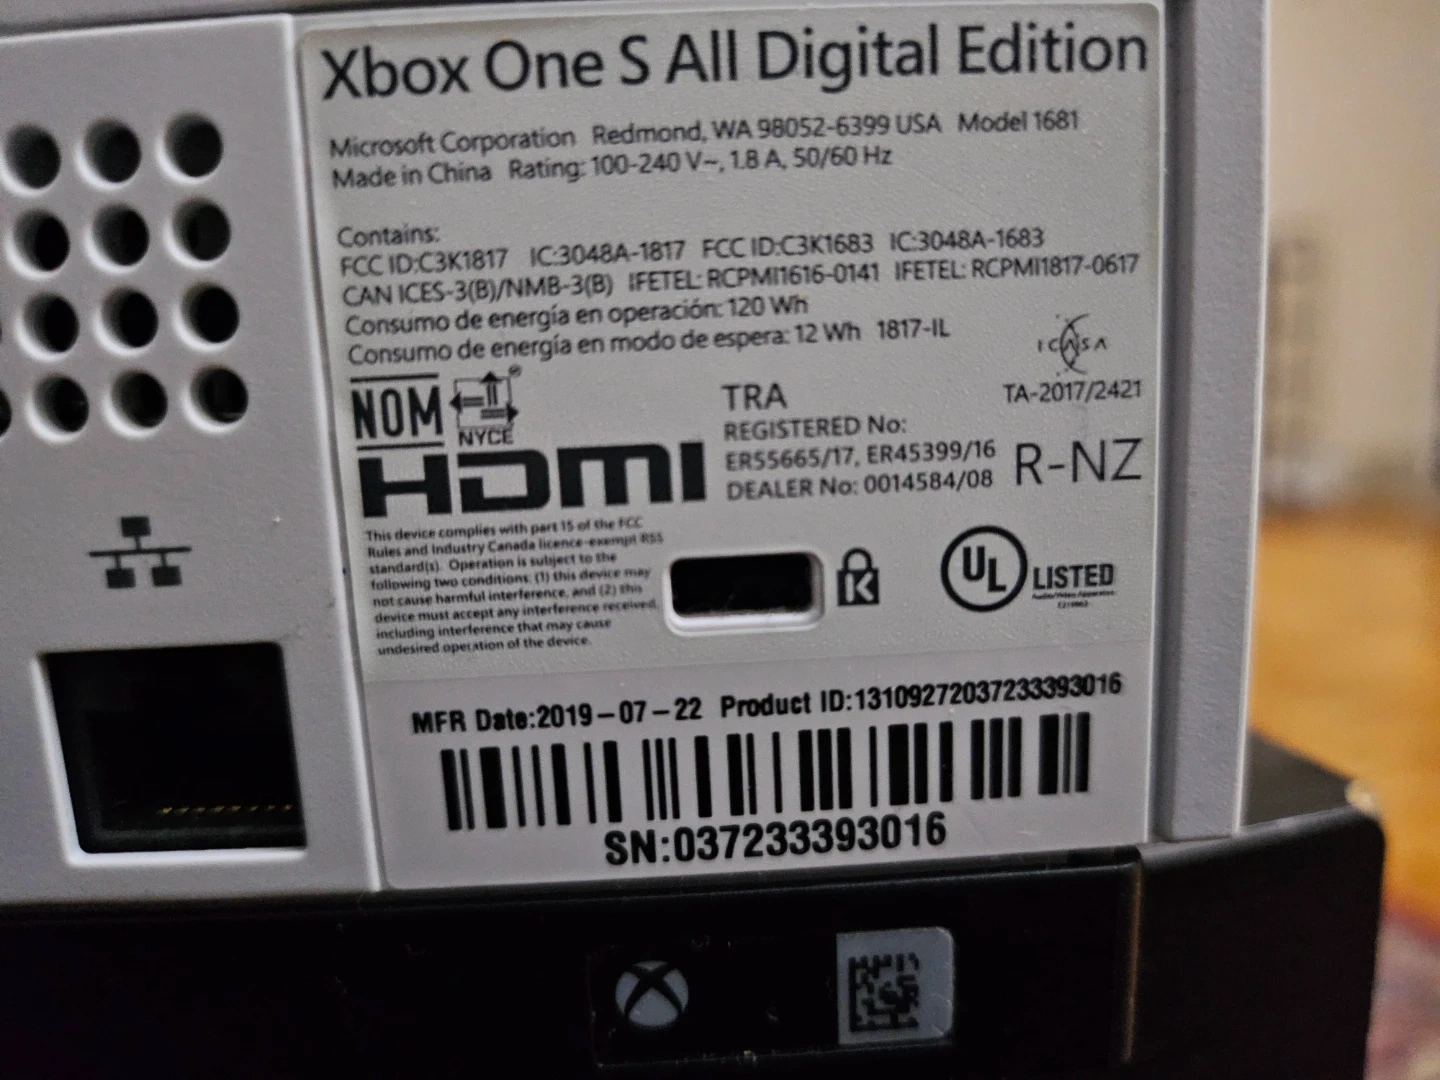 Xbox One S All Digital Edition
Microsoft Corporation Redmond, WA 98052-6399 USA Model 1681
Made in China Rating: 100-240 V~, 1.8 A, 50/60 Hz
Contains:
FCC ID:C3K1817 IC:3048A-1817 FCC ID:C3K1683 IC:3048A-1683
CAN ICES-3(B)/NMB-3(B) IFETEL: RCPMI1616-0141 IFETEL: RCPMI1817-0617
Consumo de energía en operación: 120 Wh
Consumo de energía en modo de espera: 12 Wh 1817-IL
ICASA
TA-2017/2421
NOM
NYCE
HDMI
TRA
REGISTERED No:
ER55665/17, ER45399/16
DEALER No: 0014584/08
R-NZ
This device complies with part 15 of the FCC
Rules and Industry Canada licence-exempt RSS
standard(s). Operation is subject to the
following two conditions: (1) this device may
not cause harmful interference, and (2) this
device must accept any interference received,
including interference that may cause
undesired operation of the device.
K
UL LISTED
MFR Date:2019-07-22 Product ID:13109272037233393016
SN:037233393016